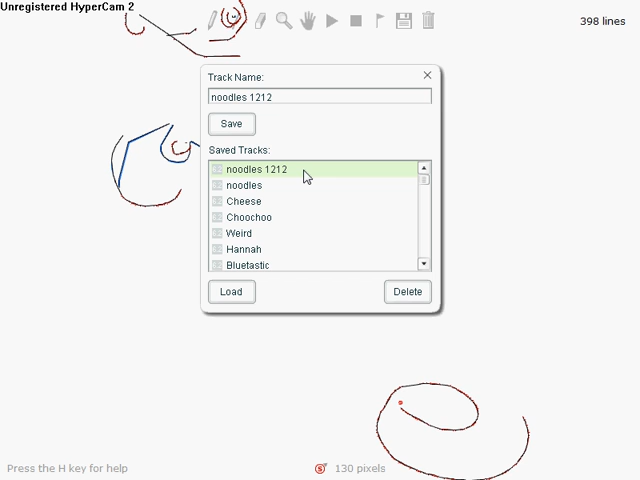 Unregistered HyperCam 2
398 lines
Track Name:
noodles 1212
Save
Saved Tracks:
noodles 1212
noodles
Cheese
Choochoo
Weird
Hannah
Bluetastic
Load
Delete
Press the H key for help
130 pixels